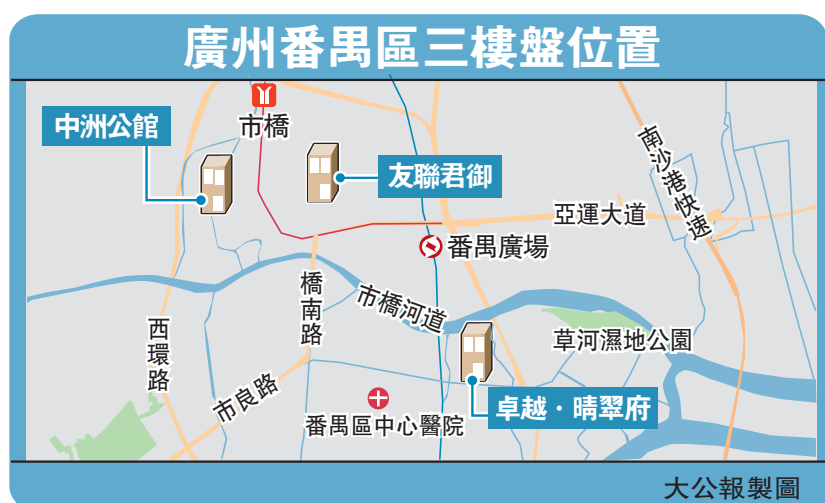 廣州番禺區三樓盤位置
中洲公館
市橋
友聯君御
南沙港快速
亞運大道
番禺廣場
橋南路
市橋河道
西環路
草河濕地公園
市良路
番禺區中心醫院
卓越·晴翠府
大公報製圖